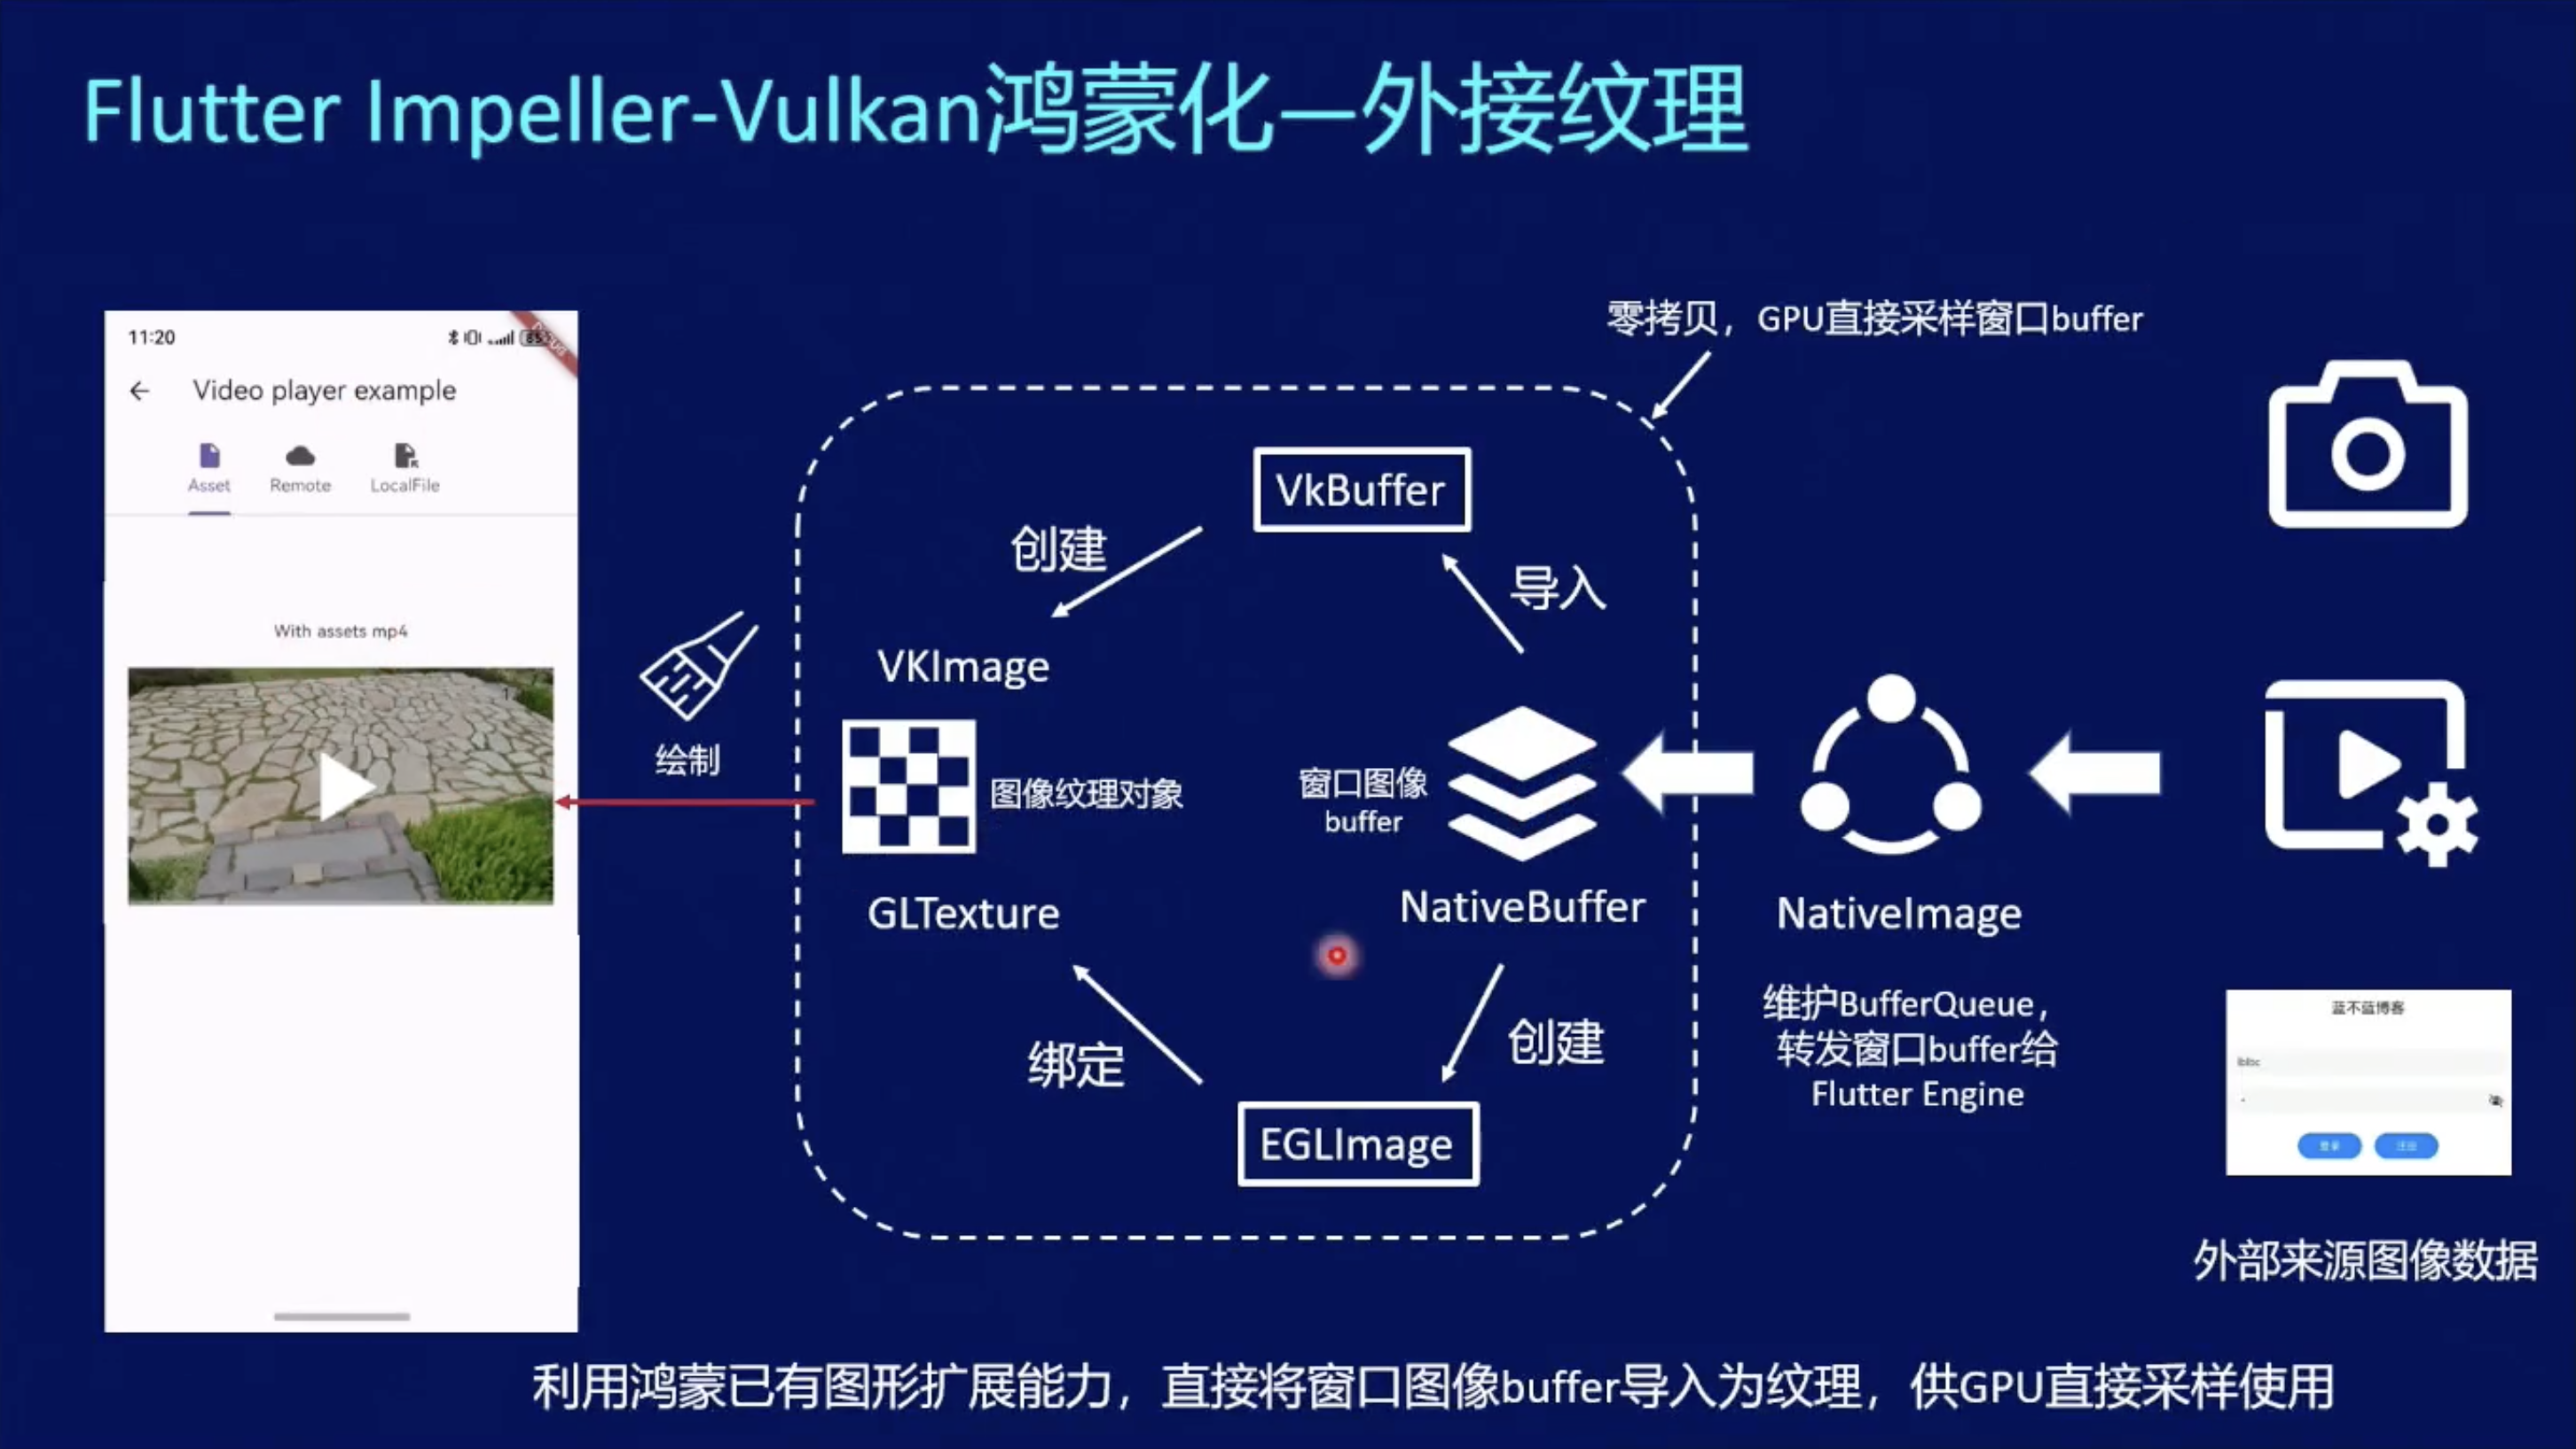 Flutter Impeller-Vulkan鸿蒙化—外接纹理
零拷贝，GPU直接采样窗口buffer
11:20
Video player example
Asset
Remote
LocalFile
With assets mp4
绘制
VkBuffer
创建
导入
VKImage
图像纹理对象
GLTexture
窗口图像
buffer
NativeBuffer
绑定
创建
EGLImage
NativeImage
维护BufferQueue，
转发窗口buffer给
Flutter Engine
蓝不蓝博客
登录
注册
外部来源图像数据
利用鸿蒙已有图形扩展能力，直接将窗口图像buffer导入为纹理，供GPU直接采样使用